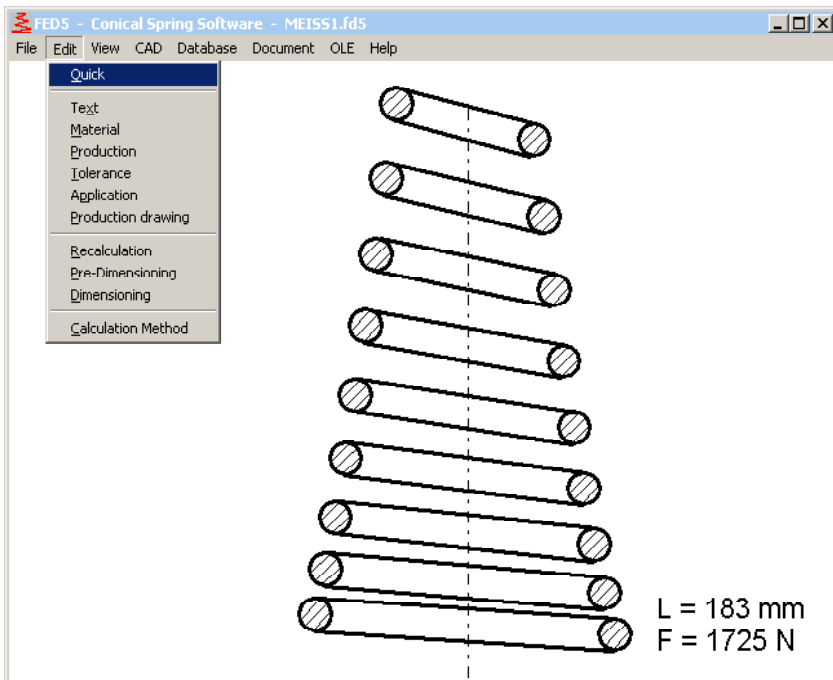 FED5 - Conical Spring Software - MEISS1.fd5
File Edit View CAD Database Document OLE Help
Quick
Text
Material
Production
Tolerance
Application
Production drawing
Recalculation
Pre-Dimensioning
Dimensioning
Calculation Method
L = 183 mm
F = 1725 N